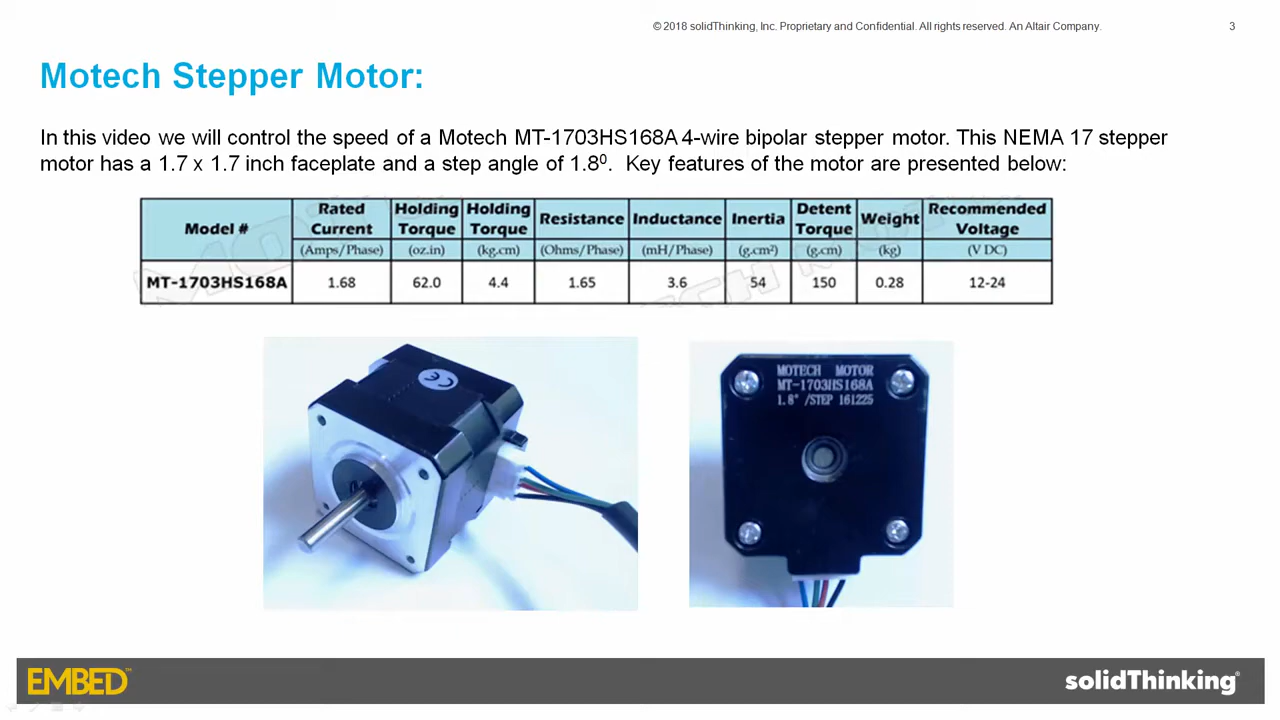 © 2018 solidThinking, Inc. Proprietary and Confidential. All rights reserved. An Altair Company.
3
Motech Stepper Motor:
In this video we will control the speed of a Motech MT-1703HS168A 4-wire bipolar stepper motor. This NEMA 17 stepper
motor has a 1.7 x 1.7 inch faceplate and a step angle of 1.8⁰. Key features of the motor are presented below:
Model # Rated Current Holding Torque Holding Torque Resistance Inductance Inertia Detent Torque Weight Recommended Voltage
(Amps/Phase) (oz.in) (kg.cm) (Ohms/Phase) (mH/Phase) (g.cm²) (g.cm) (kg) (V DC)
MT-1703HS168A 1.68 62.0 4.4 1.65 3.6 54 150 0.28 12-24
CE
MOTECH MOTOR
MT-1703HS168A
1.8° /STEP 161225
EMBED™
solidThinking®